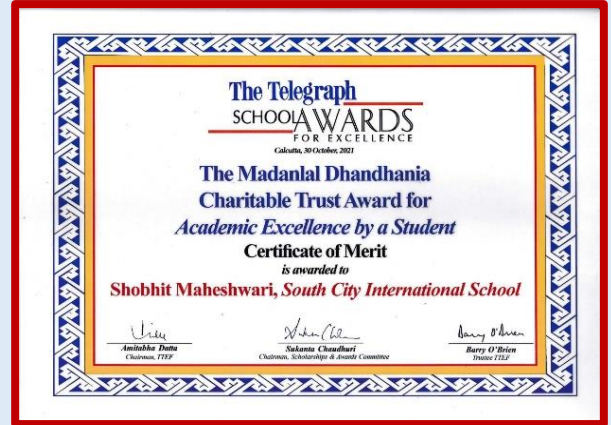 The Telegraph
SCHOOL AWARDS
FOR EXCELLENCE
Calcutta, 30 October, 2021
The Madanlal Dhandhania
Charitable Trust Award for
Academic Excellence by a Student
Certificate of Merit
is awarded to
Shobhit Maheshwari, South City International School
Amitabha Datta
Chairman, TTEF
Sukanta Chaudhuri
Chairman, Scholarships & Awards Committee
Barry O'Brien
Barry O'Brien
Trustee TTEF